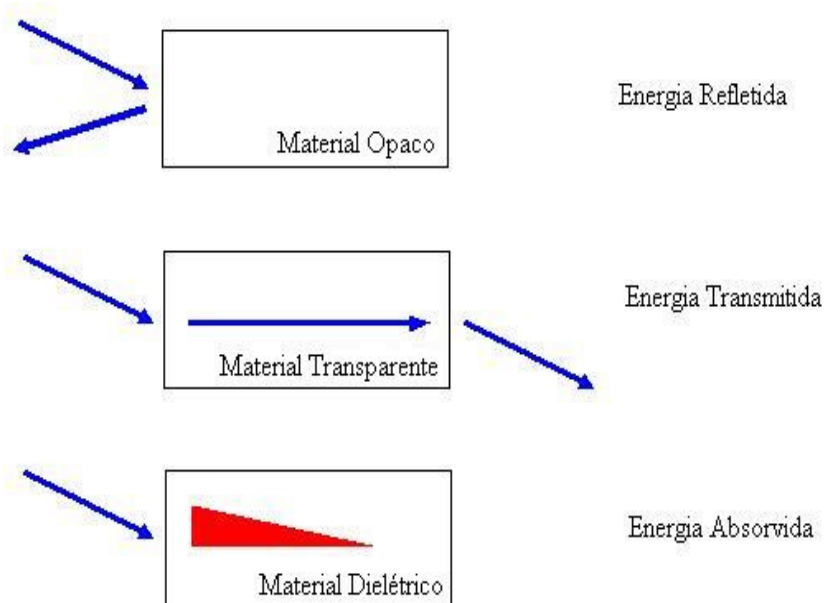 Energia Refletida
Material Opaco
Energia Transmitida
Material Transparente
Energia Absorvida
Material Dielétrico